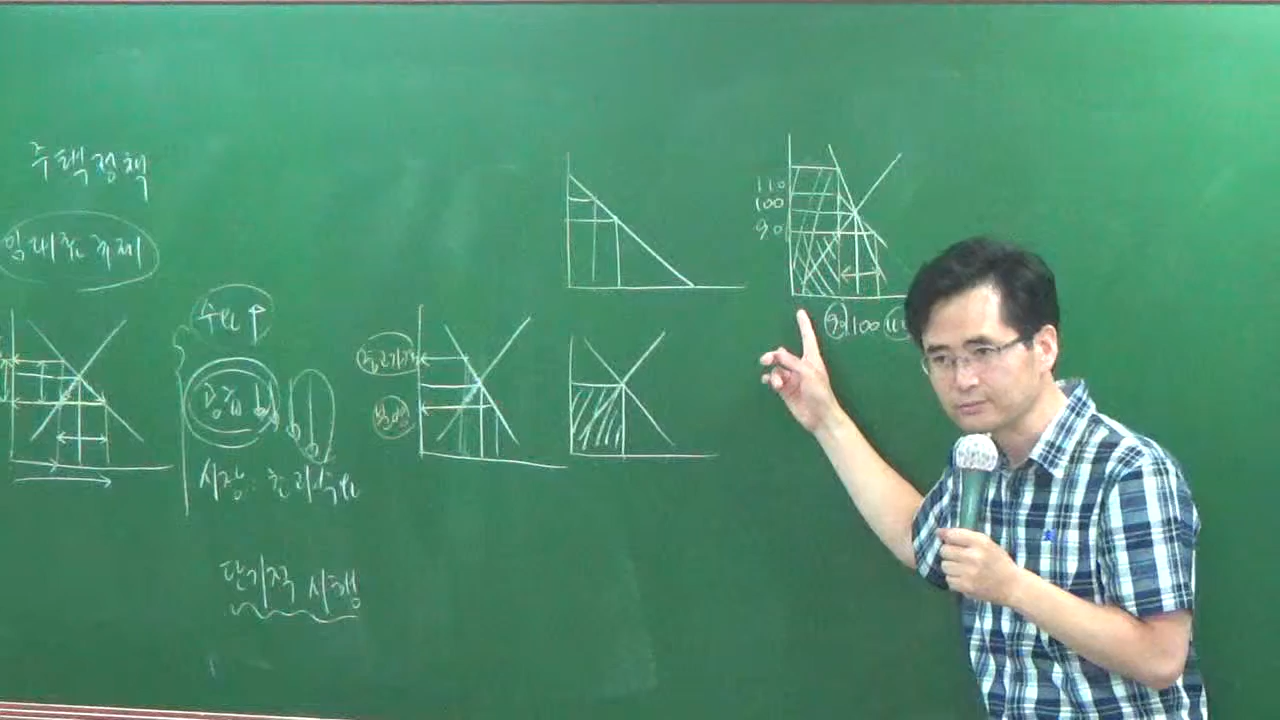 주택정책
임대료 규제
수요↑
공급↓
시장: 초과수요
단기적 시행
110
100
90
90 100